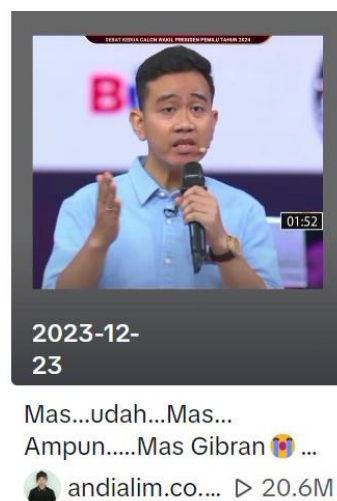 DEBAT KEDUA CALON WAKIL PRESIDEN PEMILU TAHUN 2024
B
01:52
2023-12-
23
Mas...udah...Mas...
Ampun.....Mas Gibran 😭 ...
andialim.co.... ▷ 20.6M